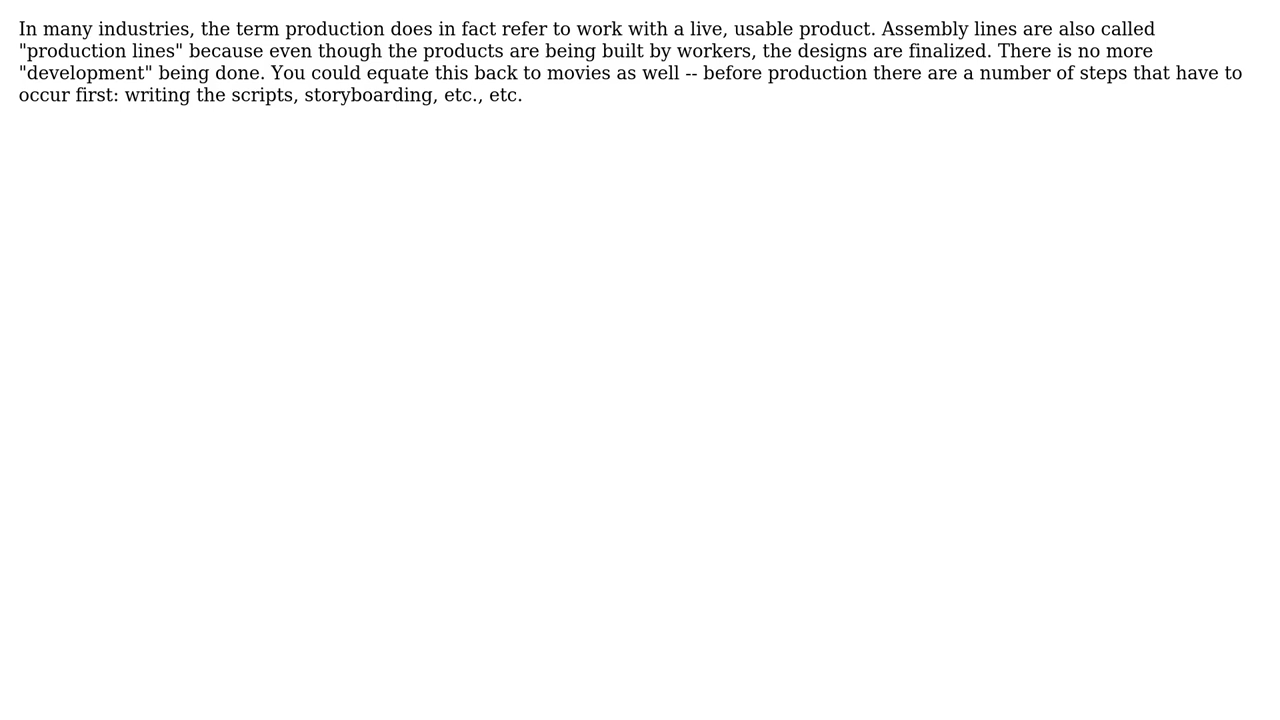 In many industries, the term production does in fact refer to work with a live, usable product. Assembly lines are also called
"production lines" because even though the products are being built by workers, the designs are finalized. There is no more
"development" being done. You could equate this back to movies as well -- before production there are a number of steps that have to
occur first: writing the scripts, storyboarding, etc., etc.